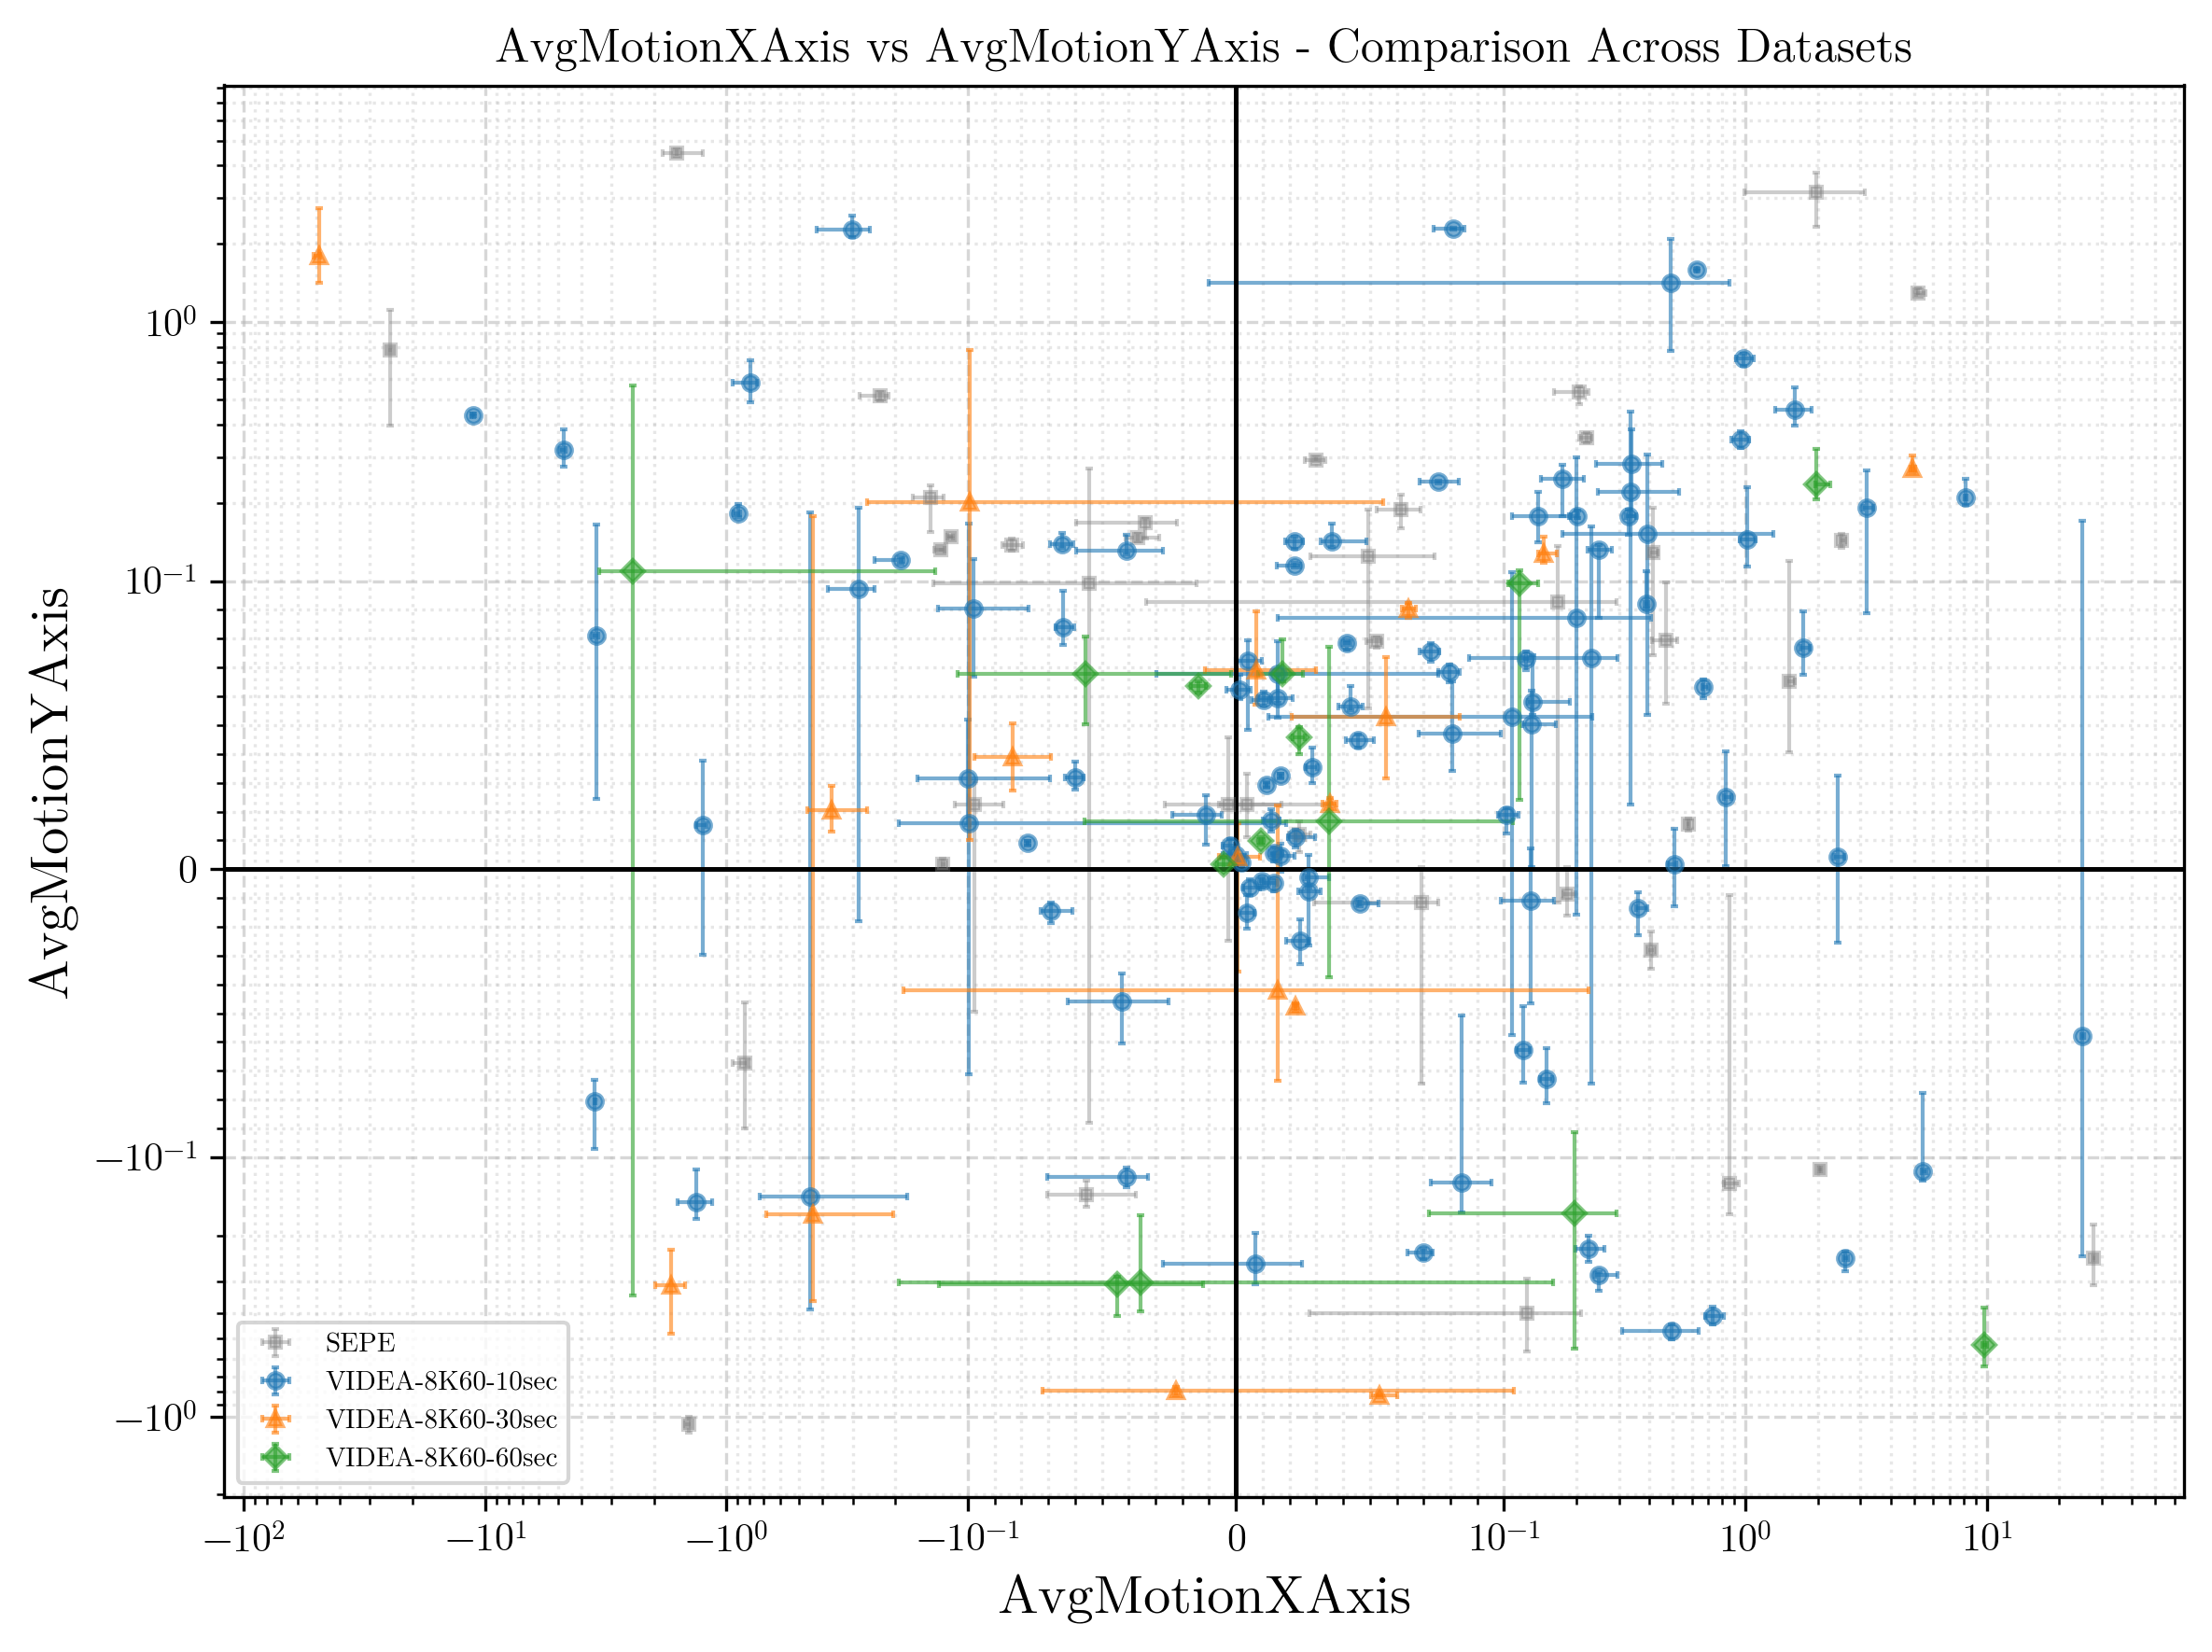 AvgMotionXAxis vs AvgMotionYAxis - Comparison Across Datasets
AvgMotionYAxis
10⁰
10⁻¹
0
−10⁻¹
−10⁰
SEPE
VIDEA-8K60-10sec
VIDEA-8K60-30sec
VIDEA-8K60-60sec
−10² −10¹ −10⁰ −10⁻¹ 0 10⁻¹ 10⁰ 10¹
AvgMotionXAxis